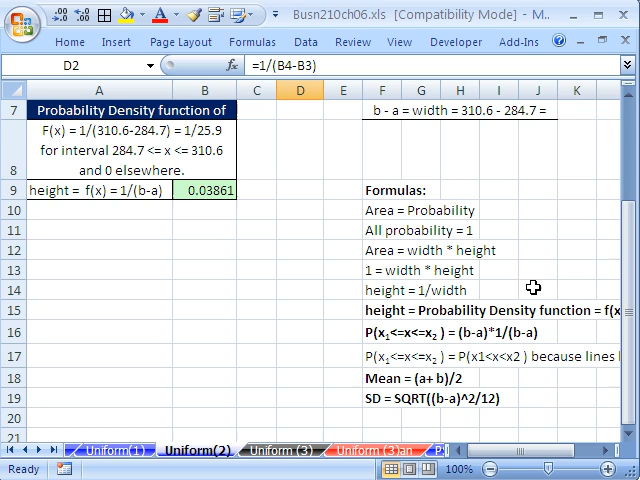 Busn210ch06.xls [Compatibility Mode] - M...
Home Insert Page Layout Formulas Data Review View Developer Add-Ins
D2 fx =1/(B4-B3)
A B C D E F G H I J K
7 Probability Density function of b - a = width = 310.6 - 284.7 =
F(x) = 1/(310.6-284.7) = 1/25.9
for interval 284.7 <= x <= 310.6
8 and 0 elsewhere.
9 height = f(x) = 1/(b-a) 0.03861 Formulas:
10 Area = Probability
11 All probability = 1
12 Area = width * height
13 1 = width * height
14 height = 1/width
15 height = Probability Density function = f(x
16 P(x1<=x<=x2 ) = (b-a)*1/(b-a)
17 P(x1<=x<=x2 ) = P(x1<x<x2 ) because lines
18 Mean = (a+ b)/2
19 SD = SQRT((b-a)^2/12)
20
21
Uniform(1) Uniform(2) Uniform (3) Uniform (3)an
Ready 100%